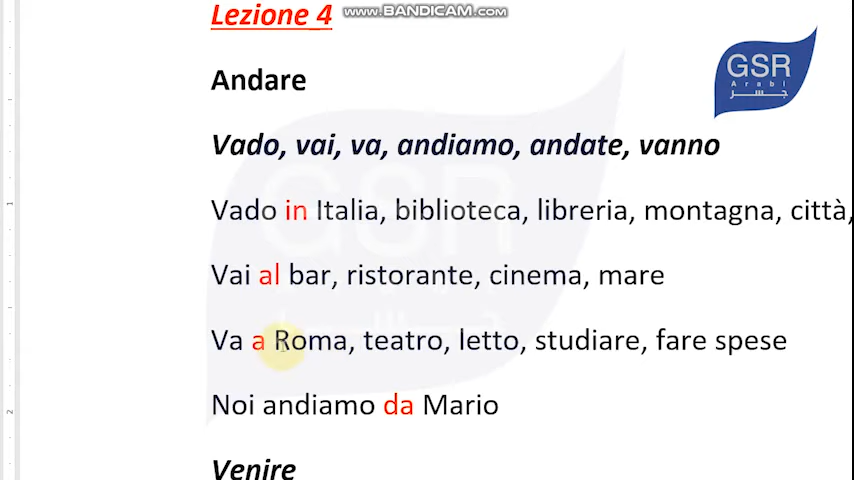 Lezione 4
www.BANDICAM.com
GSR
Arabi
جسر
Andare
Vado, vai, va, andiamo, andate, vanno
Vado in Italia, biblioteca, libreria, montagna, città,
Vai al bar, ristorante, cinema, mare
Va a Roma, teatro, letto, studiare, fare spese
Noi andiamo da Mario
Venire